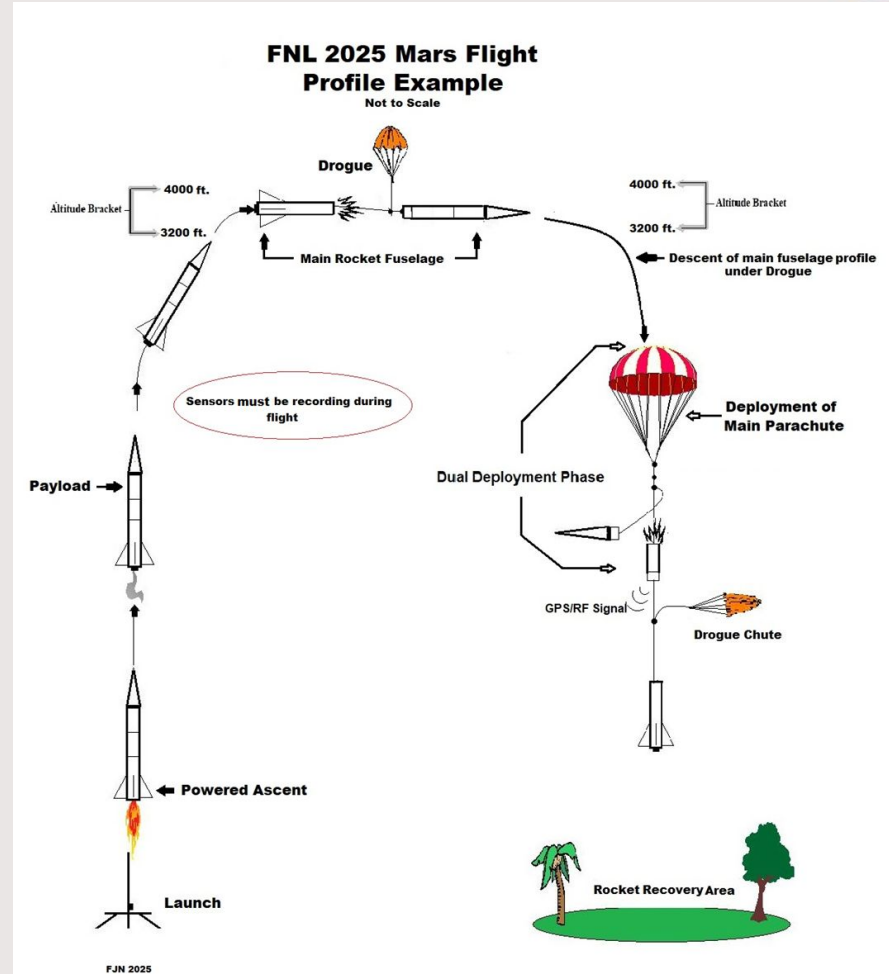 FNL 2025 Mars Flight
Profile Example
Not to Scale
Drogue
4000 ft.
Altitude Bracket
3200 ft.
4000 ft.
Altitude Bracket
3200 ft.
Main Rocket Fuselage
Descent of main fuselage profile
under Drogue
Sensors must be recording during
flight
Deployment of
Main Parachute
Payload
Dual Deployment Phase
GPS/RF Signal
Drogue Chute
Powered Ascent
Rocket Recovery Area
Launch
FJN 2025